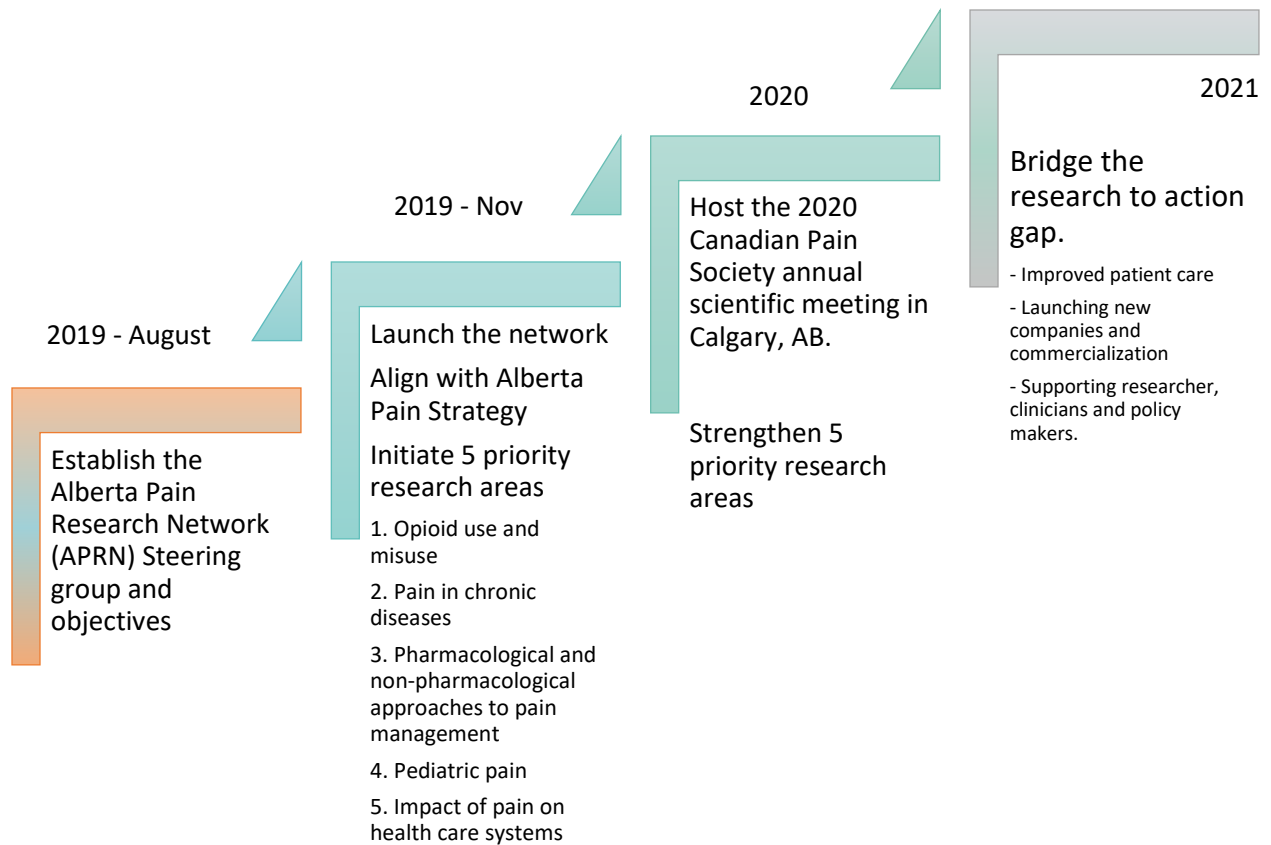 2019 - August
Establish the
Alberta Pain
Research Network
(APRN) Steering
group and
objectives
2019 - Nov
Launch the network
Align with Alberta
Pain Strategy
Initiate 5 priority
research areas
1. Opioid use and
misuse
2. Pain in chronic
diseases
3. Pharmacological and
non-pharmacological
approaches to pain
management
4. Pediatric pain
5. Impact of pain on
health care systems
2020
Host the 2020
Canadian Pain
Society annual
scientific meeting in
Calgary, AB.
Strengthen 5
priority research
areas
2021
Bridge the
research to action
gap.
- Improved patient care
- Launching new
companies and
commercialization
- Supporting researcher,
clinicians and policy
makers.